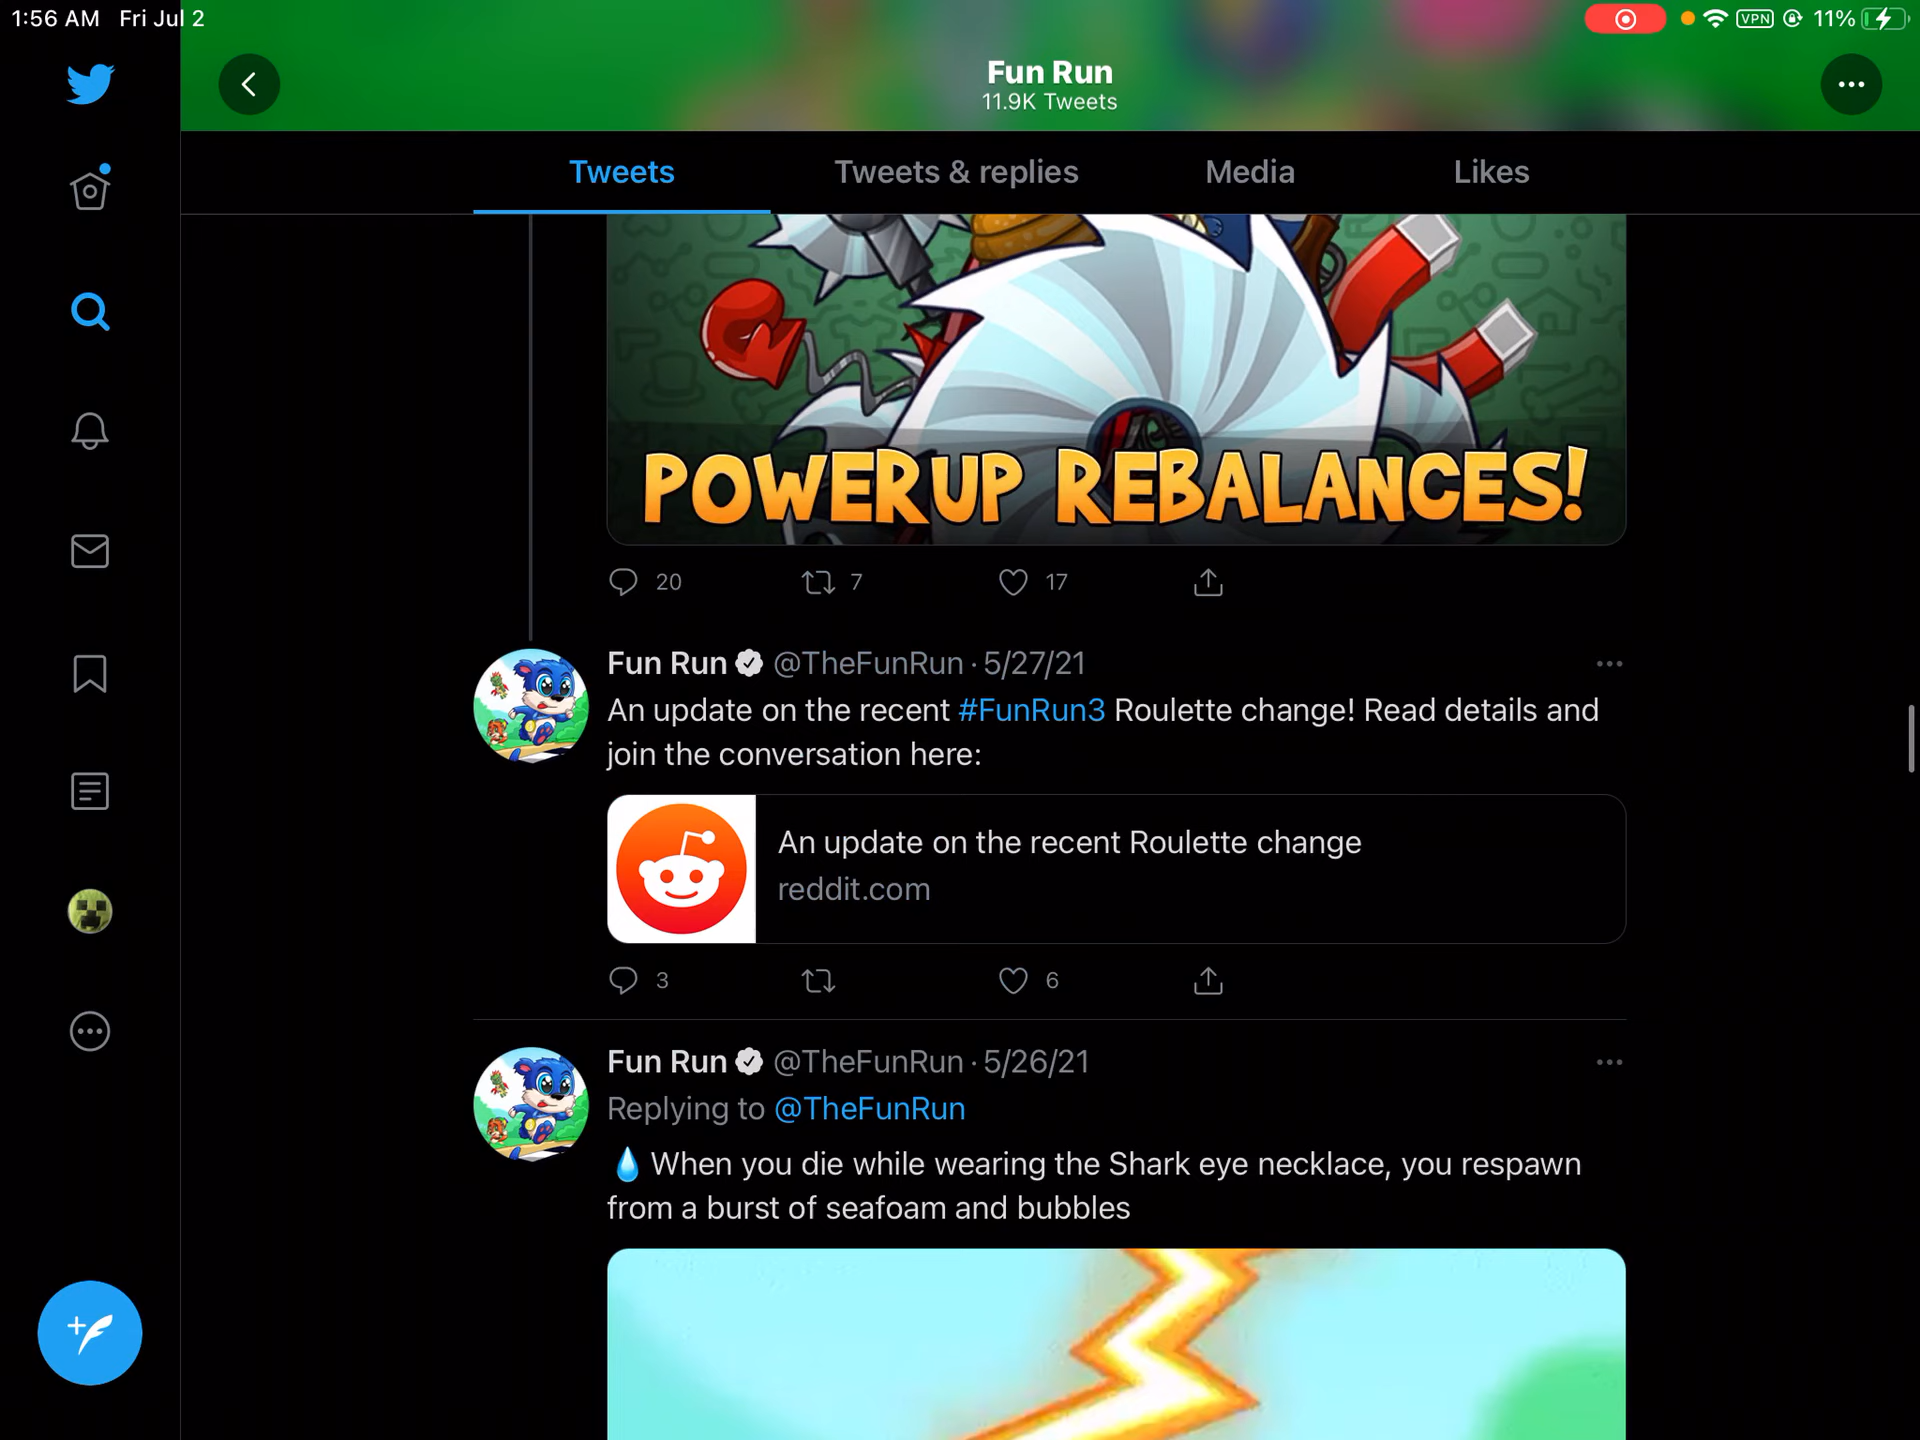 1:56 AM Fri Jul 2
VPN 11%
Fun Run
11.9K Tweets
Tweets Tweets & replies Media Likes
POWERUP REBALANCES!
20 7 17
Fun Run @TheFunRun · 5/27/21
An update on the recent #FunRun3 Roulette change! Read details and
join the conversation here:
An update on the recent Roulette change
reddit.com
3 6
Fun Run @TheFunRun · 5/26/21
Replying to @TheFunRun
💧 When you die while wearing the Shark eye necklace, you respawn
from a burst of seafoam and bubbles